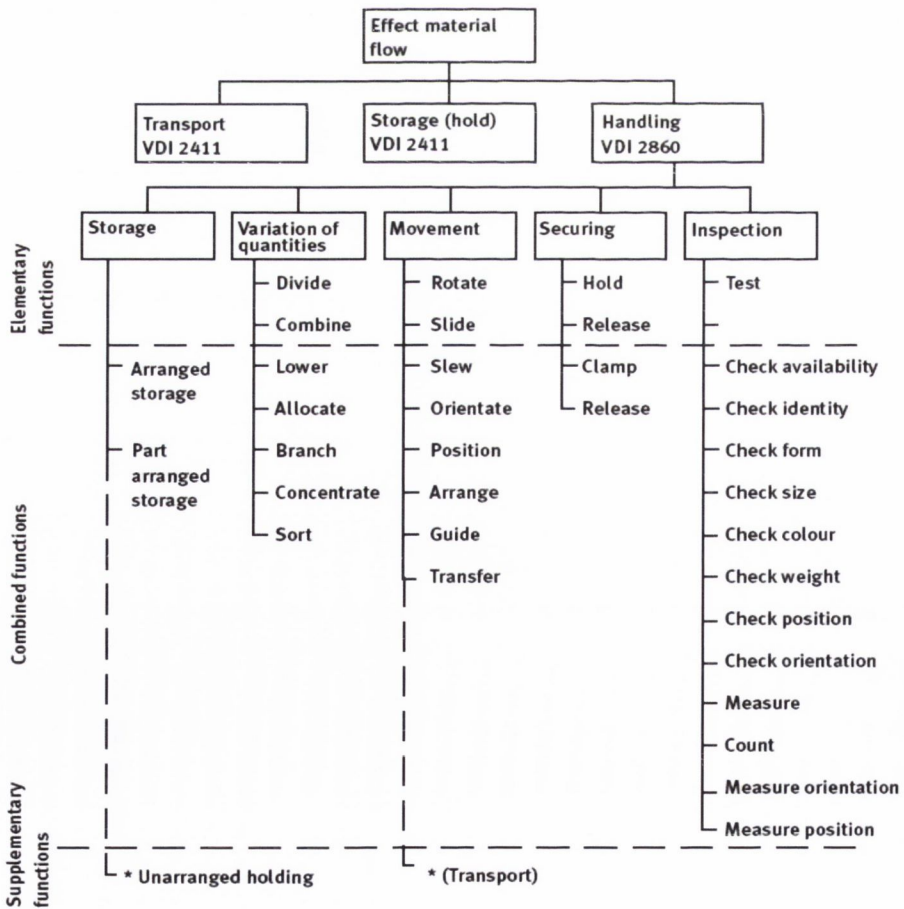 Effect material
flow
Transport
VDI 2411
Storage (hold)
VDI 2411
Handling
VDI 2860
Storage
Variation of
quantities
Movement
Securing
Inspection
Elementary
functions
Divide
Rotate
Hold
Test
Combine
Slide
Release
Combined functions
Arranged
storage
Lower
Slew
Clamp
Check availability
Allocate
Orientate
Release
Check identity
Part
arranged
storage
Branch
Position
Check form
Concentrate
Arrange
Check size
Sort
Guide
Check colour
Transfer
Check weight
Check position
Check orientation
Measure
Count
Measure orientation
Measure position
Supplementary
functions
* Unarranged holding
* (Transport)